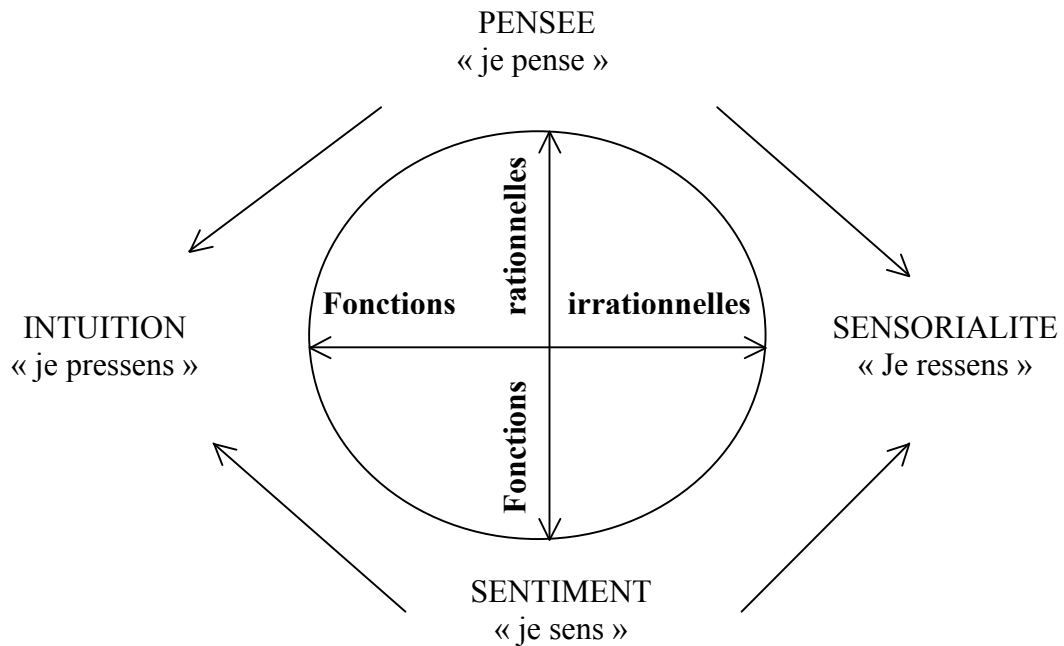 PENSEE
« je pense »
rationnelles
Fonctions
irrationnelles
INTUITION
« je pressens »
SENSORIALITE
« Je ressens »
Fonctions
SENTIMENT
« je sens »